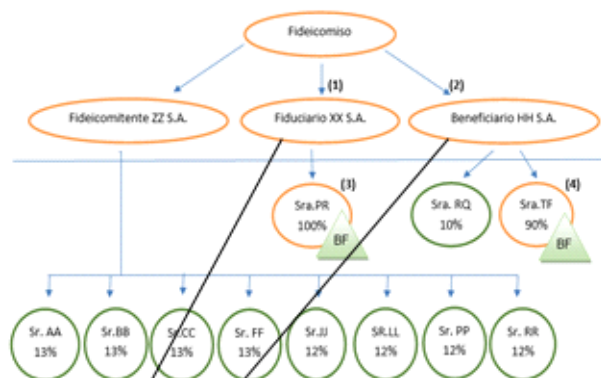 Fideicomiso
(1)
(2)
Fideicomitente ZZ S.A.
Fiduciario XX S.A.
Beneficiario HH S.A.
(3)
(4)
Sra.PR
100%
BF
Sra. RQ
10%
Sra.TF
90%
BF
Sr. AA
13%
Sr.BB
13%
Sr.CC
13%
Sr. FF
13%
Sr.JJ
12%
SR.LL
12%
Sr. PP
12%
Sr. RR
12%